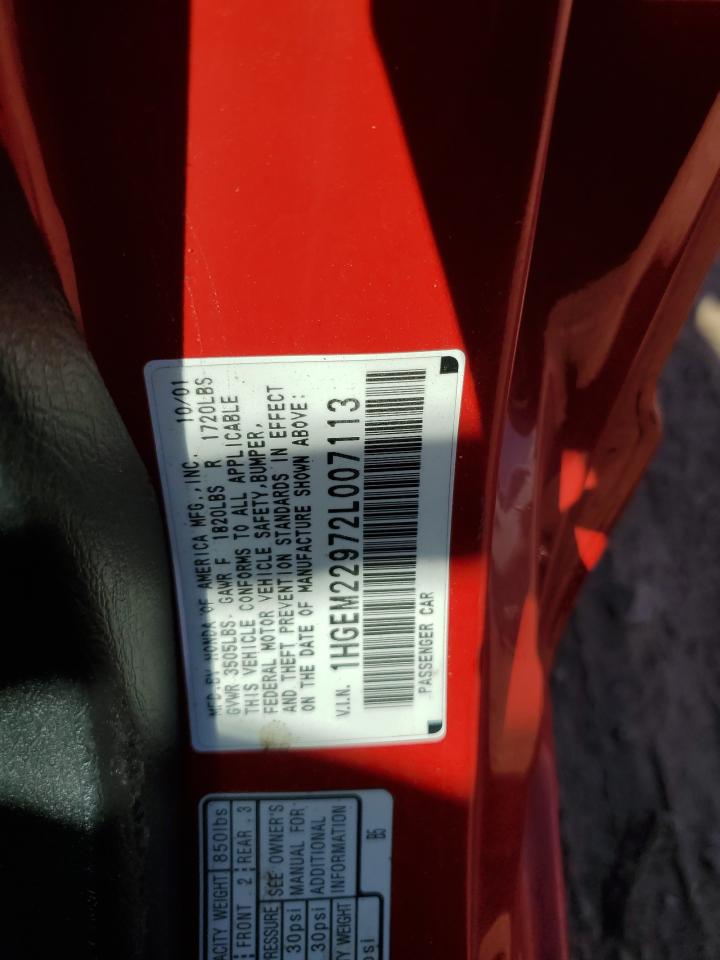 MFD.BY HONDA OF AMERICA MFG.,INC. 10/01
GVWR 3505LBS. GAWR F 1820LBS R 1720LBS
THIS VEHICLE CONFORMS TO ALL APPLICABLE
FEDERAL MOTOR VEHICLE SAFETY,BUMPER,
AND THEFT PREVENTION STANDARDS IN EFFECT
ON THE DATE OF MANUFACTURE SHOWN ABOVE:
V.I.N. 1HGEM22972L007113
PASSENGER CAR
WEIGHT 850lbs
FRONT 2 REAR 3
SEE OWNER'S
30psi MANUAL FOR
30psi ADDITIONAL
INFORMATION
B5